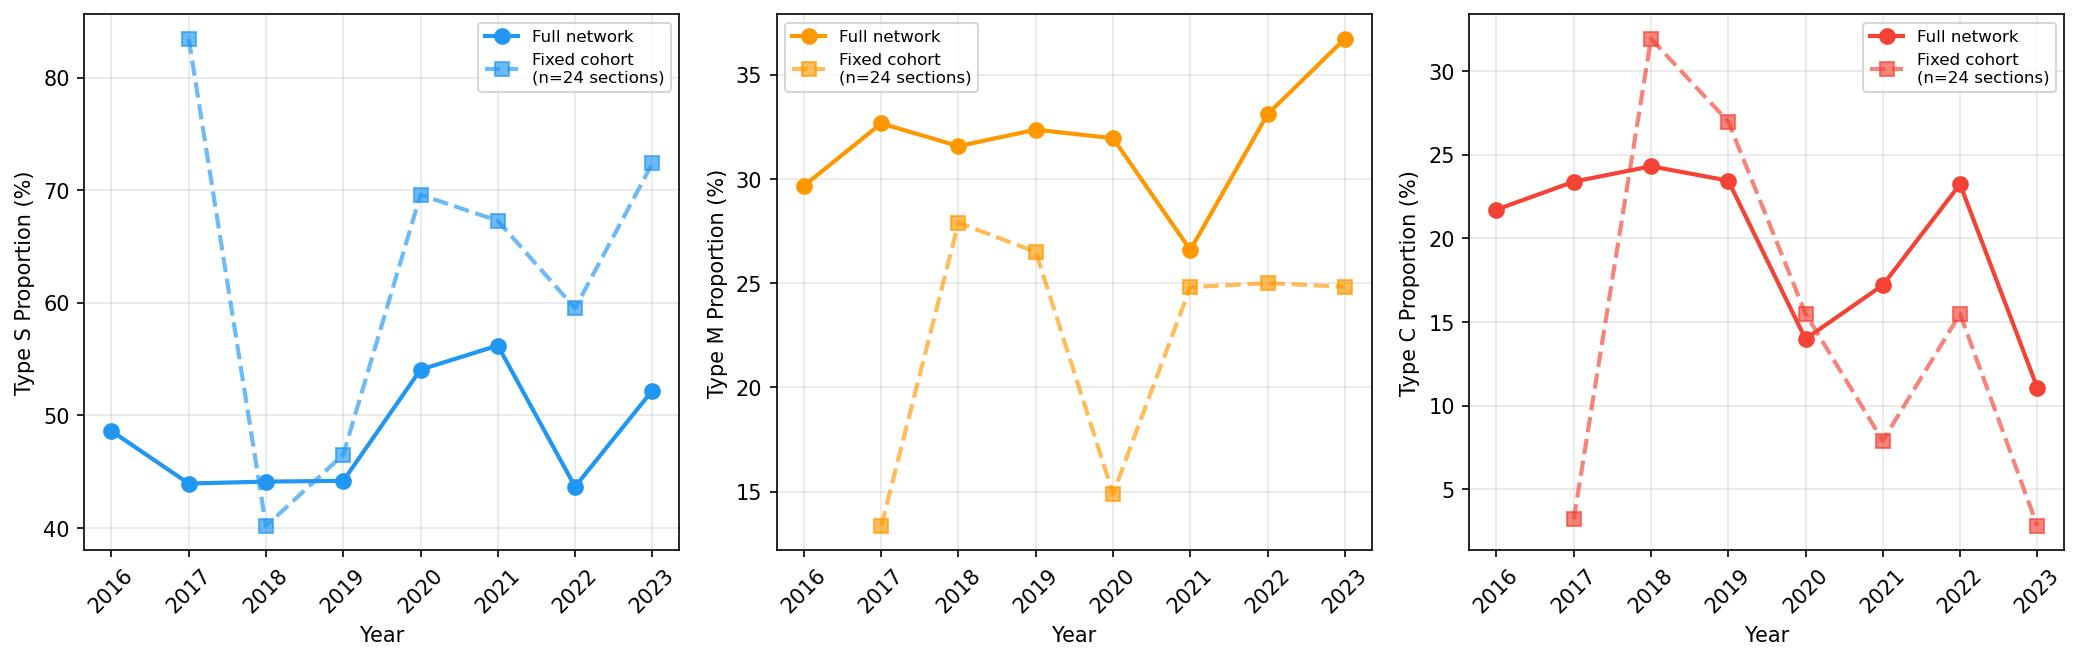 Type S Proportion (%)
80
70
60
50
40
Full network
Fixed cohort
(n=24 sections)
2016
2017
2018
2019
2020
2021
2022
2023
Year
Type M Proportion (%)
35
30
25
20
15
Full network
Fixed cohort
(n=24 sections)
2016
2017
2018
2019
2020
2021
2022
2023
Year
Type C Proportion (%)
30
25
20
15
10
5
Full network
Fixed cohort
(n=24 sections)
2016
2017
2018
2019
2020
2021
2022
2023
Year